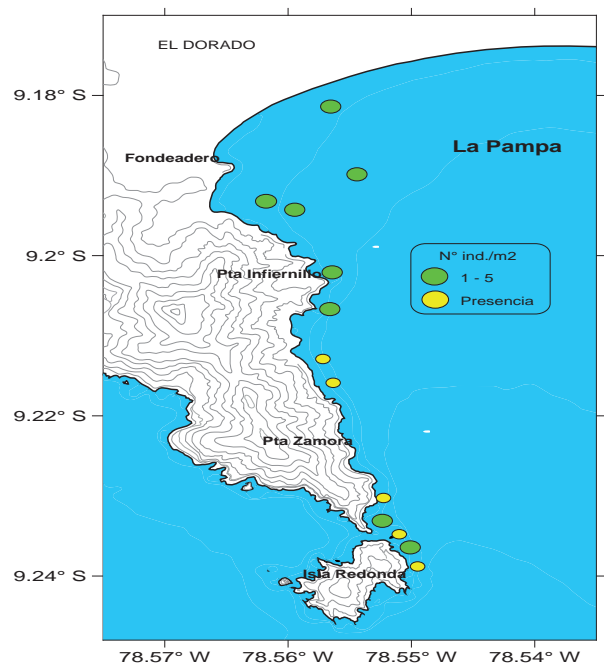 EL DORADO
9.18° S
Fondeadero
La Pampa
9.2° S
N° ind./m2
Pta Infiernillo
1 - 5
Presencia
9.22° S
Pta Zamora
9.24° S
Isla Redonda
78.57° W 78.56° W 78.55° W 78.54° W